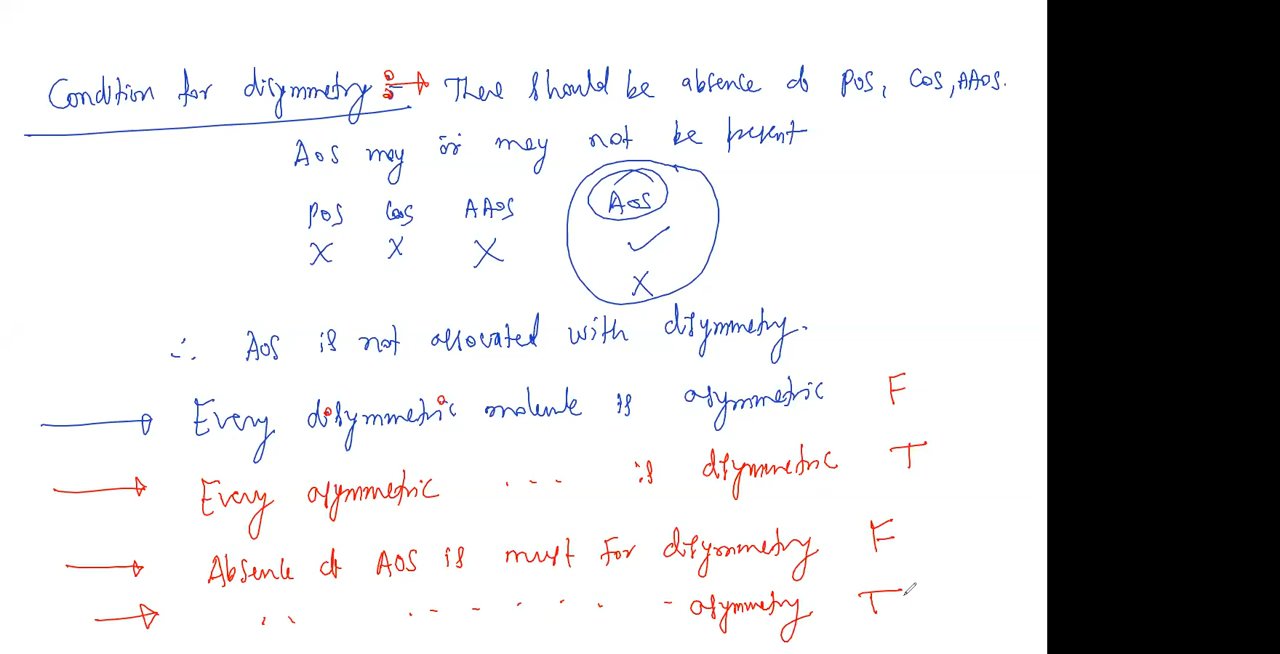 Condition for disymmetry :→ There should be absence of POS, COS, AAOS.
AOS may or may not be present
POS COS AAOS AOS
X X X ✓
X
∴ AOS is not associated with disymmetry.
→ Every disymmetric molecule is asymmetric F
→ Every asymmetric .... is disymmetric T
→ Absence of AOS is must for disymmetry F
→ ,, ,, - - - - - - asymmetry T